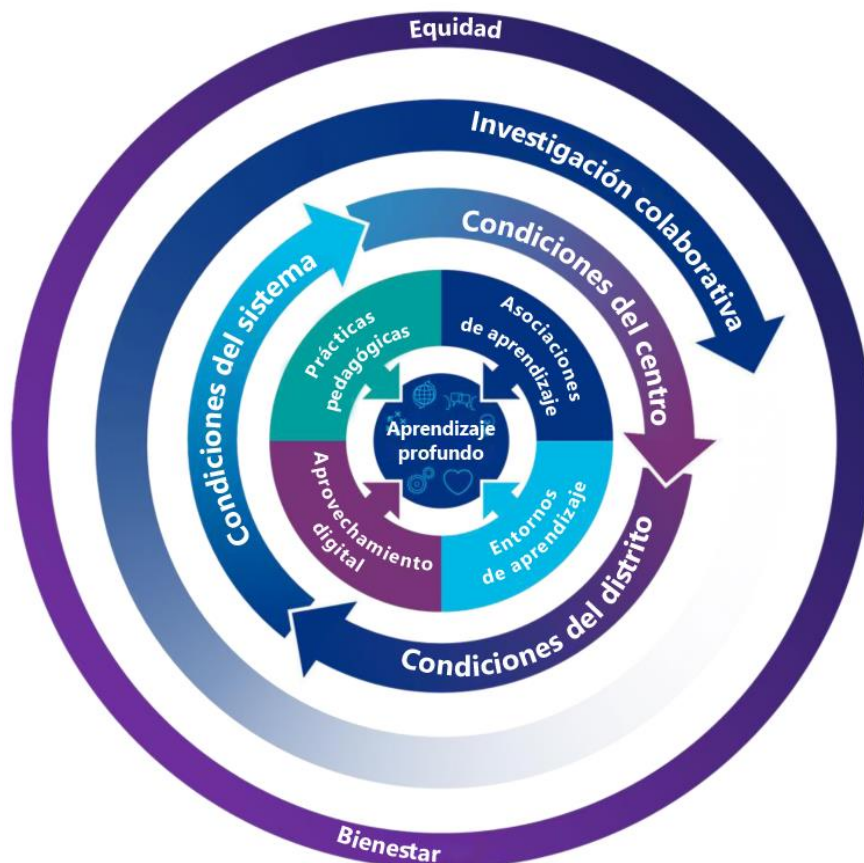 Equidad
Investigación colaborativa
Condiciones del centro
Condiciones del sistema
Prácticas
pedagógicas
Asociaciones
de aprendizaje
Aprendizaje
profundo
Aprovechamiento
digital
Entornos
de aprendizaje
Condiciones del distrito
Bienestar